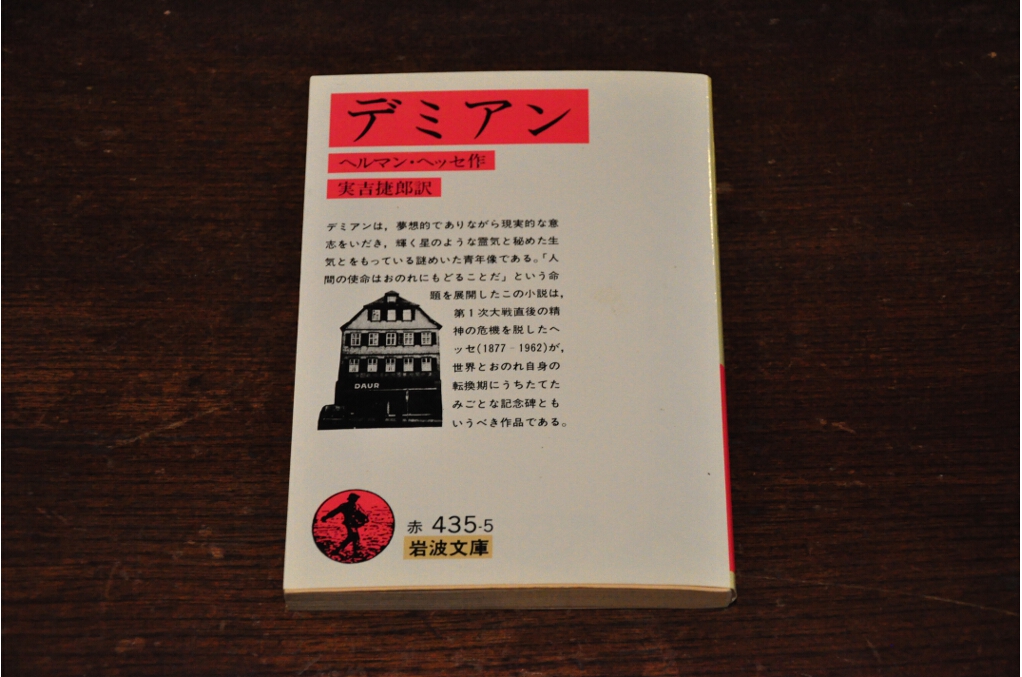 デミアン
ヘルマン・ヘッセ作
実吉捷郎訳
デミアンは，夢想的でありながら現実的な意
志をいだき，輝く星のような霊気と秘めた生
気とをもっている謎めいた青年像である。「人
間の使命はおのれにもどることだ」という命
題を展開したこの小説は，
第１次大戦直後の精
神の危機を脱したヘ
ッセ(1877‐1962)が，
世界とおのれ自身の
転換期にうちたてた
みごとな記念碑とも
いうべき作品である。
DAUR
赤 435-5
岩波文庫